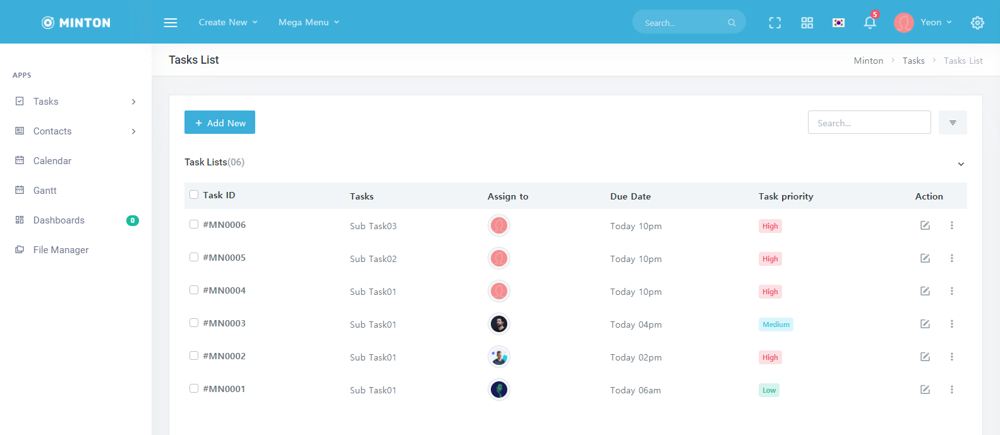 MINTON
Create New
Mega Menu
Search...
5
Yeon
Tasks List
Minton
Tasks
Tasks List
APPS
Tasks
Contacts
Calendar
Gantt
Dashboards
0
File Manager
+ Add New
Search...
Task Lists(06)
Task ID Tasks Assign to Due Date Task priority Action
#MN0006 Sub Task03 Today 10pm High
#MN0005 Sub Task02 Today 10pm High
#MN0004 Sub Task01 Today 10pm High
#MN0003 Sub Task01 Today 04pm Medium
#MN0002 Sub Task01 Today 02pm High
#MN0001 Sub Task01 Today 06am Low